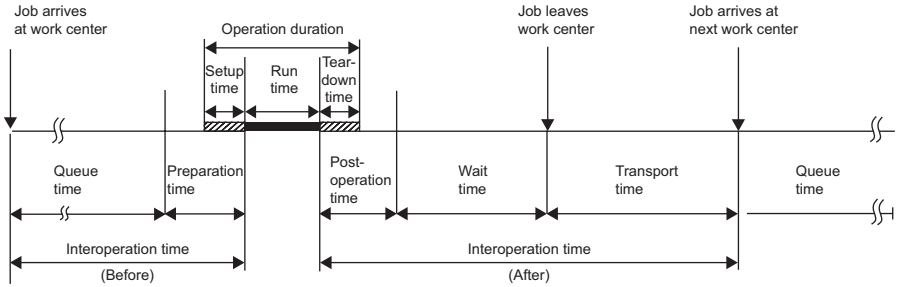 Job arrives
at work center
Job leaves
work center
Job arrives at
next work center
Operation duration
Setup
time
Run
time
Tear-
down
time
Queue
time
Preparation
time
Post-
operation
time
Wait
time
Transport
time
Queue
time
Interoperation time
(Before)
Interoperation time
(After)